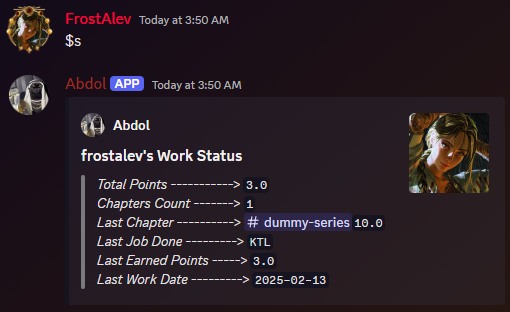 FrostAlev Today at 3:50 AM
$s
Abdol APP Today at 3:50 AM
Abdol
frostalev's Work Status
Total Points -----------> 3.0
Chapters Count -------> 1
Last Chapter ----------> # dummy-series 10.0
Last Job Done ---------> KTL
Last Earned Points -----> 3.0
Last Work Date ---------> 2025-02-13